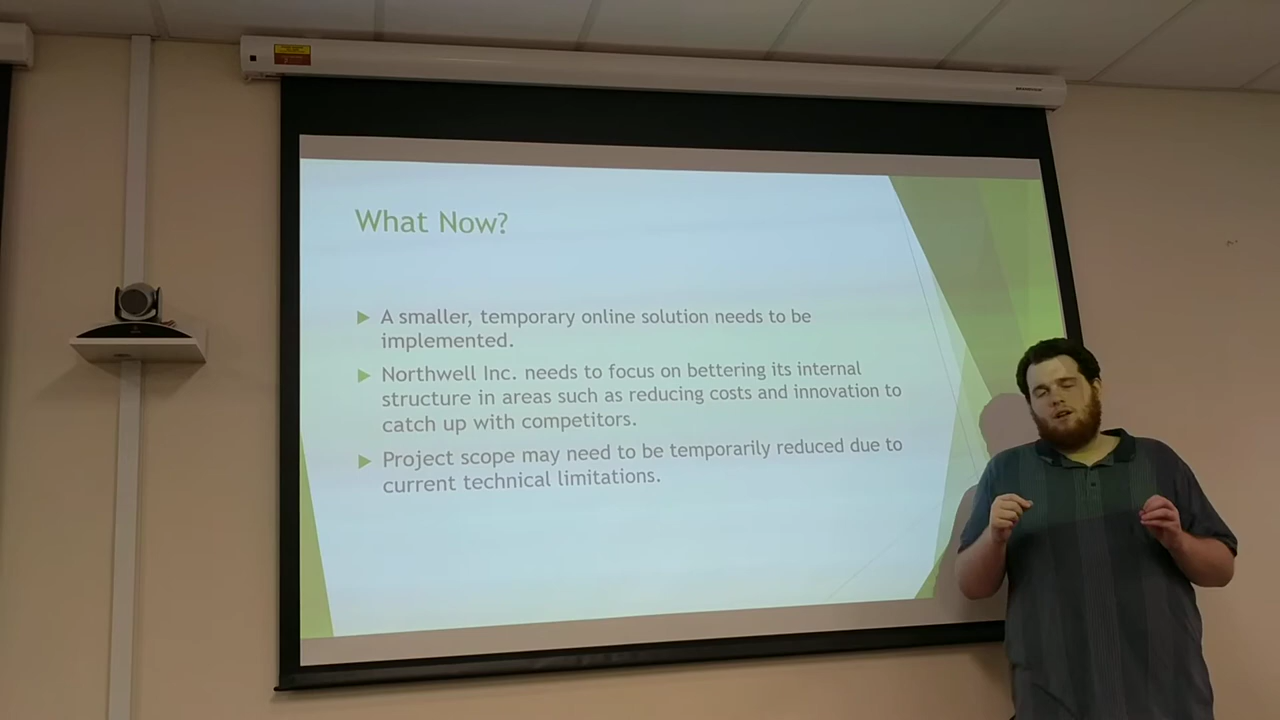 What Now?
A smaller, temporary online solution needs to be
implemented.
Northwell Inc. needs to focus on bettering its internal
structure in areas such as reducing costs and innovation to
catch up with competitors.
Project scope may need to be temporarily reduced due to
current technical limitations.